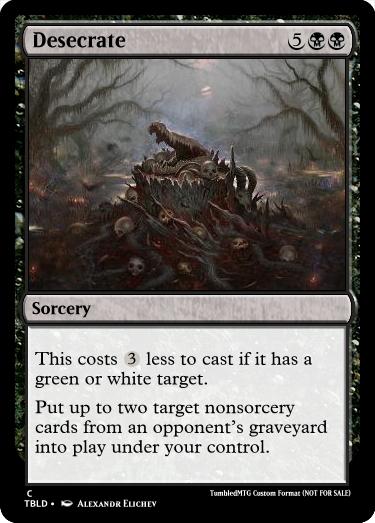 Desecrate 5
Sorcery
This costs 3 less to cast if it has a
green or white target.
Put up to two target nonsorcery
cards from an opponent's graveyard
into play under your control.
C
TumbledMTG Custom Format (NOT FOR SALE)
TBLD • Alexandr Elichev